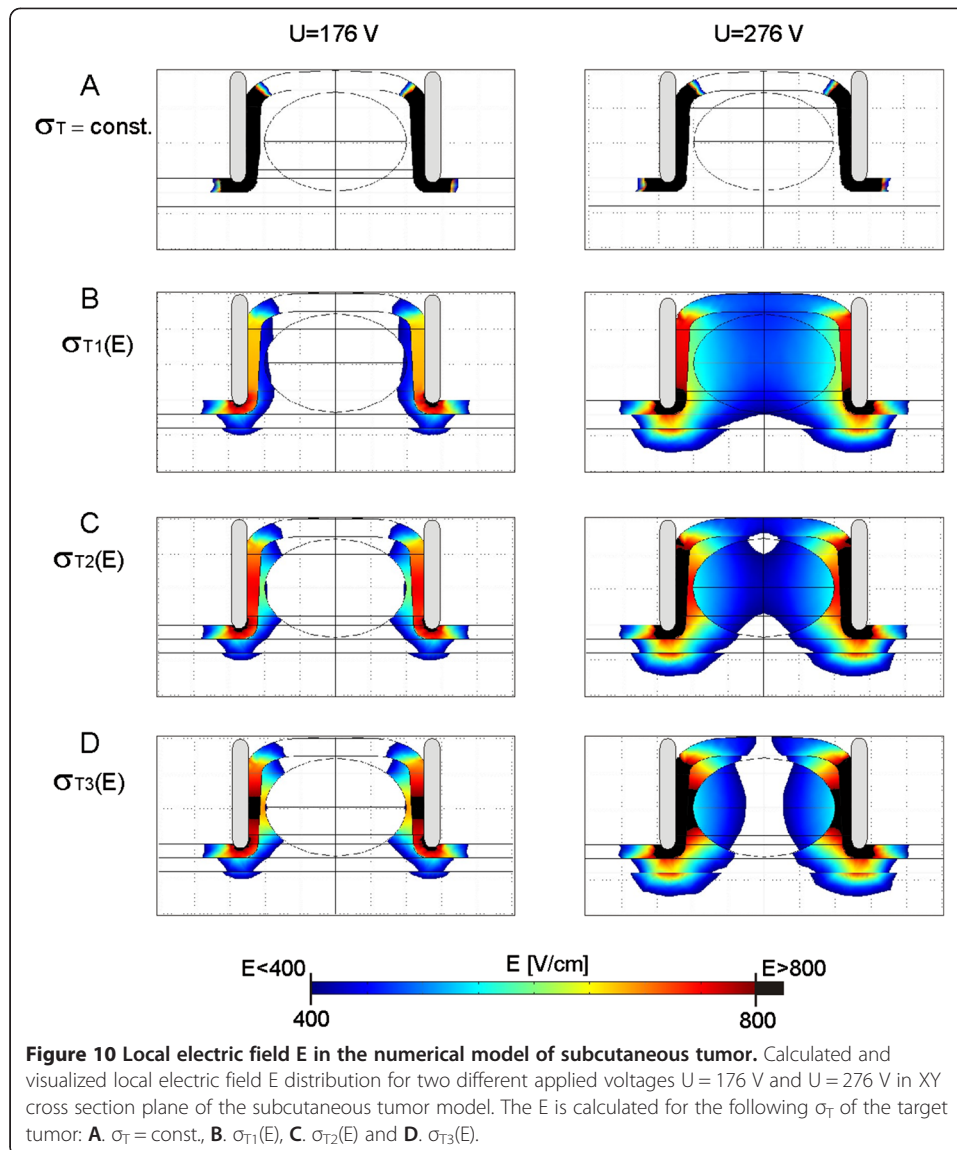 U=176 V
U=276 V
A
σT = const.
B
σT1(E)
C
σT2(E)
D
σT3(E)
E<400
E [V/cm]
E>800
400
800
Figure 10 Local electric field E in the numerical model of subcutaneous tumor. Calculated and
visualized local electric field E distribution for two different applied voltages U = 176 V and U = 276 V in XY
cross section plane of the subcutaneous tumor model. The E is calculated for the following σT of the target
tumor: A. σT = const., B. σT1(E), C. σT2(E) and D. σT3(E).